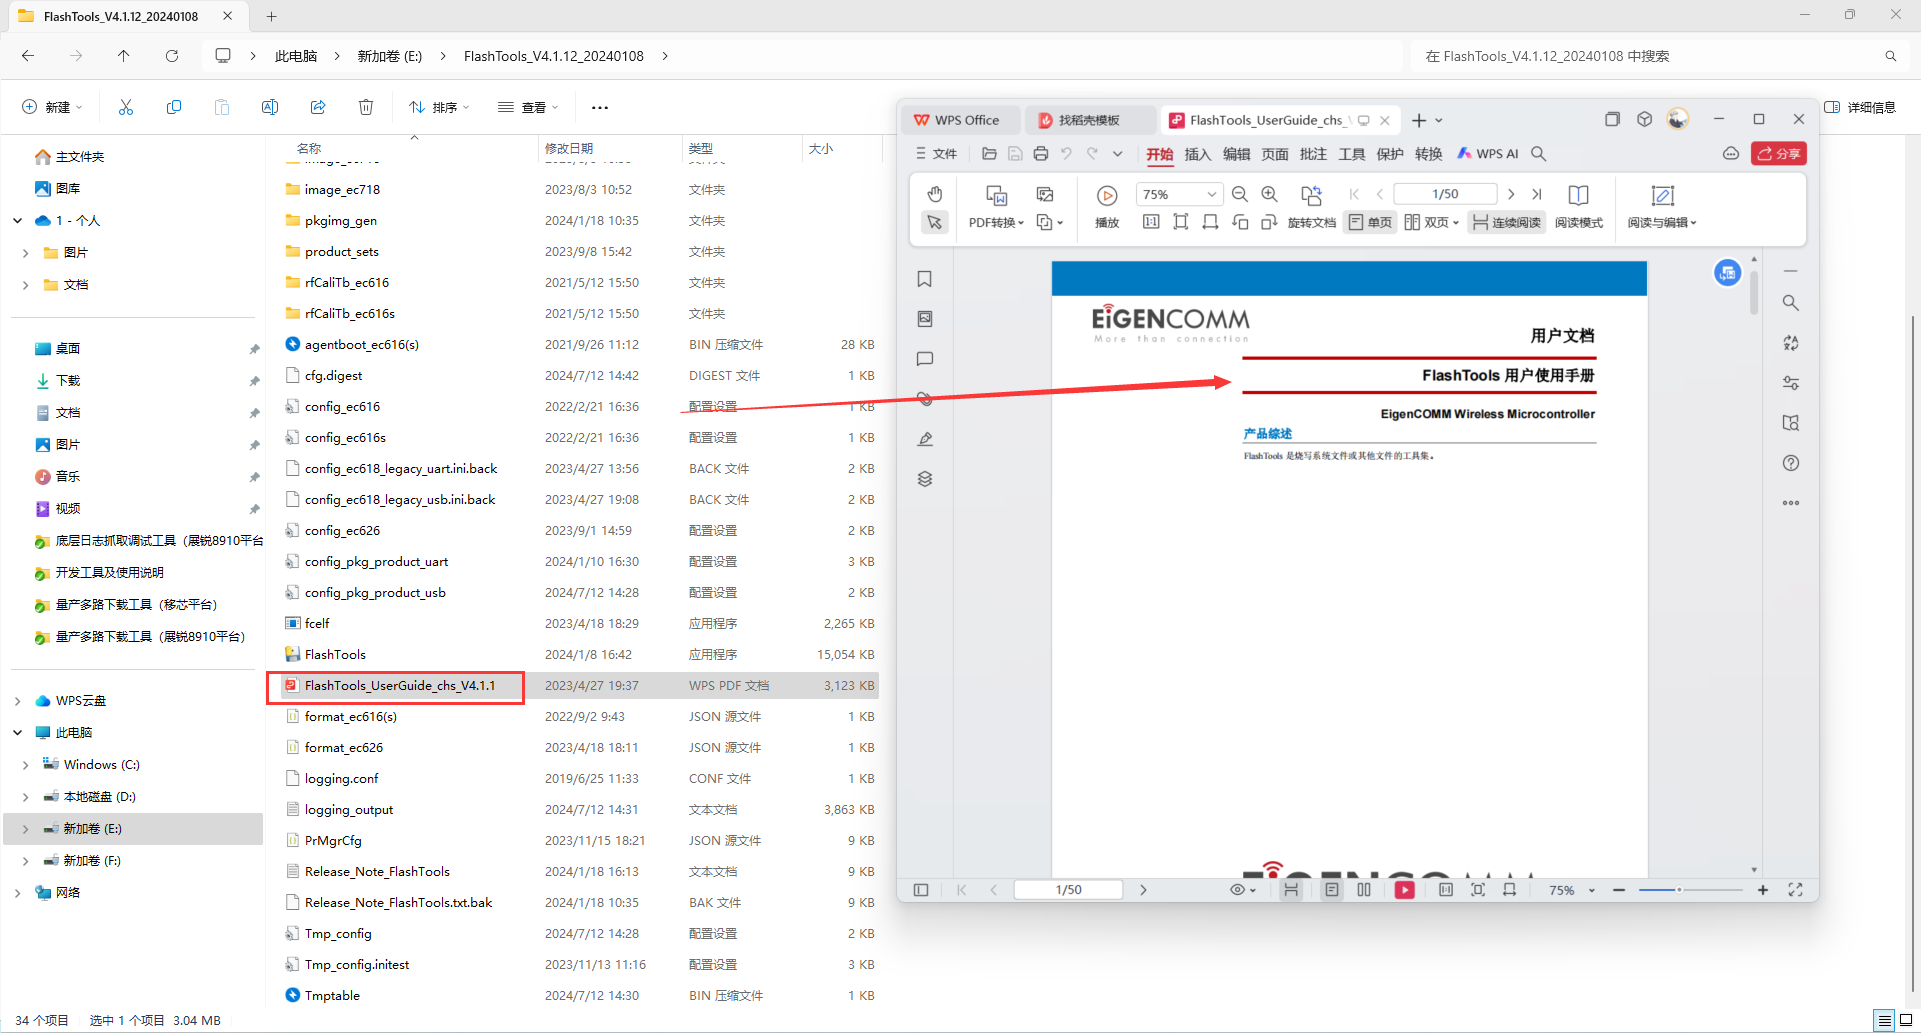 FlashTools_V4.1.12_20240108
此电脑 新加卷 (E:) FlashTools_V4.1.12_20240108
在 FlashTools_V4.1.12_20240108 中搜索
新建 排序 查看 详细信息
主文件夹
图库
1 - 个人
图片
文档
桌面
下载
文档
图片
音乐
视频
底层日志抓取调试工具（展锐8910平台
开发工具及使用说明
量产多路下载工具（移芯平台）
量产多路下载工具（展锐8910平台）
WPS云盘
此电脑
Windows (C:)
本地磁盘 (D:)
新加卷 (E:)
新加卷 (F:)
网络
名称 修改日期 类型 大小
image_ec718 2023/8/3 10:52 文件夹
pkgimg_gen 2024/1/18 10:35 文件夹
product_sets 2023/9/8 15:42 文件夹
rfCaliTb_ec616 2021/5/12 15:50 文件夹
rfCaliTb_ec616s 2021/5/12 15:50 文件夹
agentboot_ec616(s) 2021/9/26 11:12 BIN 压缩文件 28 KB
cfg.digest 2024/7/12 14:42 DIGEST 文件 1 KB
config_ec616 2022/2/21 16:36 配置设置 1 KB
config_ec616s 2022/2/21 16:36 配置设置 1 KB
config_ec618_legacy_uart.ini.back 2023/4/27 13:56 BACK 文件 2 KB
config_ec618_legacy_usb.ini.back 2023/4/27 19:08 BACK 文件 2 KB
config_ec626 2023/9/1 14:59 配置设置 2 KB
config_pkg_product_uart 2024/1/10 16:30 配置设置 3 KB
config_pkg_product_usb 2024/7/12 14:28 配置设置 2 KB
fcelf 2023/4/18 18:29 应用程序 2,265 KB
FlashTools 2024/1/8 16:42 应用程序 15,054 KB
FlashTools_UserGuide_chs_V4.1.1 2023/4/27 19:37 WPS PDF 文档 3,123 KB
format_ec616(s) 2022/9/2 9:43 JSON 源文件 1 KB
format_ec626 2023/4/18 18:11 JSON 源文件 1 KB
logging.conf 2019/6/25 11:33 CONF 文件 1 KB
logging_output 2024/7/12 14:31 文本文档 3,863 KB
PrMgrCfg 2023/11/15 18:21 JSON 源文件 9 KB
Release_Note_FlashTools 2024/1/18 16:13 文本文档 9 KB
Release_Note_FlashTools.txt.bak 2024/1/18 10:35 BAK 文件 9 KB
Tmp_config 2024/7/12 14:28 配置设置 2 KB
Tmp_config.initest 2023/11/13 11:16 配置设置 3 KB
Tmptable 2024/7/12 14:30 BIN 压缩文件 1 KB
34 个项目 选中 1 个项目 3.04 MB
WPS Office 找稻壳模板 FlashTools_UserGuide_chs_
文件 开始 插入 编辑 页面 批注 工具 保护 转换 WPS AI 分享
75% 1/50
PDF转换 播放 1:1 旋转文档 单页 双页 连续阅读 阅读模式 阅读与编辑
EiGENCOMM
More than connection
用户文档
FlashTools 用户使用手册
EigenCOMM Wireless Microcontroller
产品综述
FlashTools 是烧写系统文件或其他文件的工具集。
1/50 75%